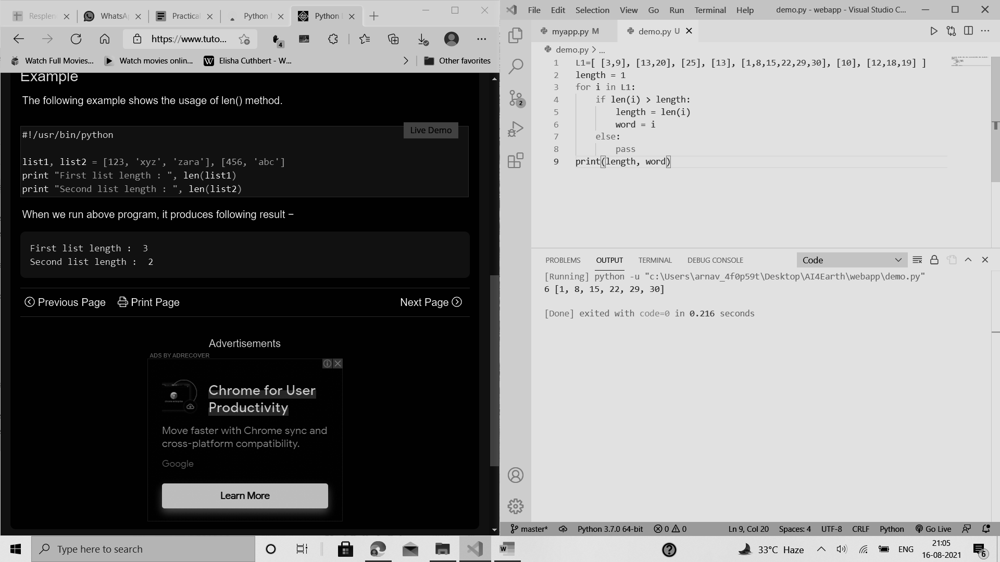 Resplen
WhatsA
Practical
Python
Python
https://www.tuto...
4
Watch Full Movies...
Watch movies online...
W
Elisha Cuthbert - W...
Other favorites
Example
The following example shows the usage of len() method.
Live Demo
#!/usr/bin/python
list1, list2 = [123, 'xyz', 'zara'], [456, 'abc']
print "First list length : ", len(list1)
print "Second list length : ", len(list2)
When we run above program, it produces following result −
First list length :  3
Second list length :  2
Previous Page
Print Page
Next Page
Advertisements
ADS BY ADRECOVER
Chrome for User
Productivity
Move faster with Chrome sync and
cross-platform compatibility.
Google
Learn More
File Edit Selection View Go Run Terminal Help
demo.py - webapp - Visual Studio C...
myapp.py M
demo.py U
demo.py > ...
2
1 L1=[ [3,9], [13,20], [25], [13], [1,8,15,22,29,30], [10], [12,18,19] ]
2 length = 1
3 for i in L1:
4     if len(i) > length:
5         length = len(i)
6         word = i
7     else:
8         pass
9 print(length, word)
PROBLEMS OUTPUT TERMINAL DEBUG CONSOLE
Code
[Running] python -u "c:\Users\arnav_4f0p59t\Desktop\AI4Earth\webapp\demo.py"
6 [1, 8, 15, 22, 29, 30]
[Done] exited with code=0 in 0.216 seconds
master*
Python 3.7.0 64-bit
0
0
Ln 9, Col 20
Spaces: 4
UTF-8
CRLF
Python
Go Live
Type here to search
W
33°C Haze
ENG
21:05
16-08-2021
6